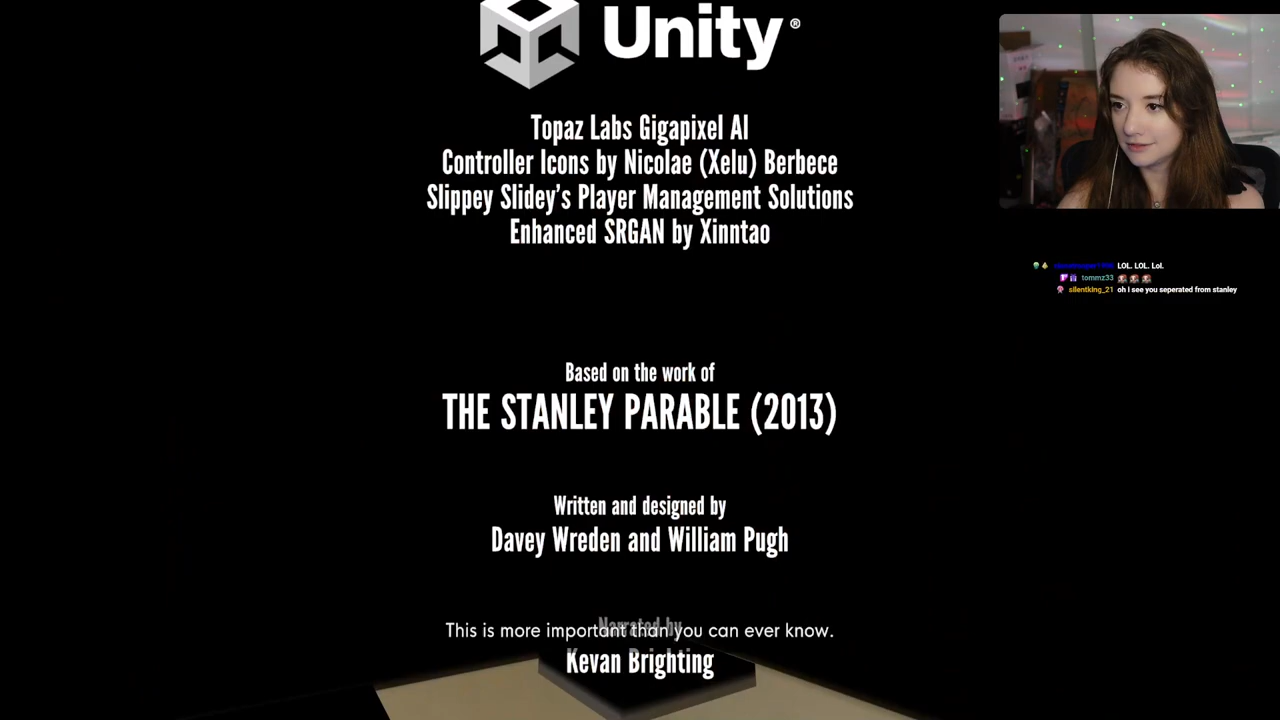 Unity®
Topaz Labs Gigapixel AI
Controller Icons by Nicolae (Xelu) Berbece
Slippey Slidey's Player Management Solutions
Enhanced SRGAN by Xinntao
LOL. LOL. Lol.
tommz33
silentking_21 oh i see you seperated from stanley
Based on the work of
THE STANLEY PARABLE (2013)
Written and designed by
Davey Wreden and William Pugh
Narrated by
This is more important than you can ever know.
Kevan Brighting